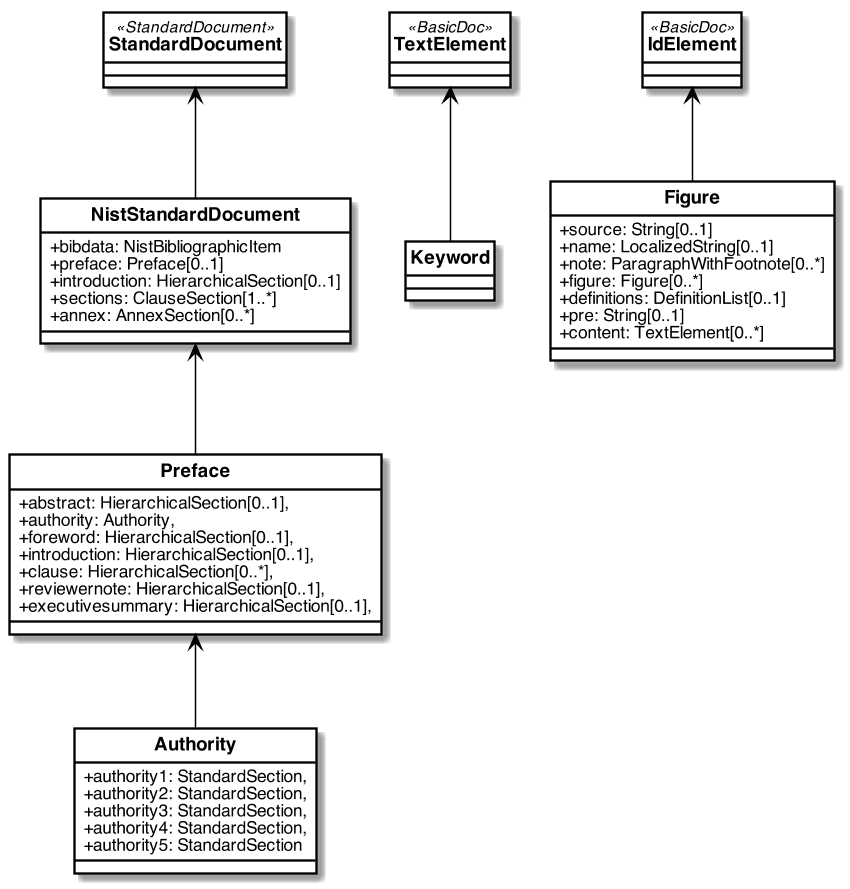 «StandardDocument»
StandardDocument
«BasicDoc»
TextElement
«BasicDoc»
IdElement
NistStandardDocument
+bibdata: NistBibliographicItem
+preface: Preface[0..1]
+introduction: HierarchicalSection[0..1]
+sections: ClauseSection[1..*]
+annex: AnnexSection[0..*]
Keyword
Figure
+source: String[0..1]
+name: LocalizedString[0..1]
+note: ParagraphWithFootnote[0..*]
+figure: Figure[0..*]
+definitions: DefinitionList[0..1]
+pre: String[0..1]
+content: TextElement[0..*]
Preface
+abstract: HierarchicalSection[0..1],
+authority: Authority,
+foreword: HierarchicalSection[0..1],
+introduction: HierarchicalSection[0..1],
+clause: HierarchicalSection[0..*],
+reviewernote: HierarchicalSection[0..1],
+executivesummary: HierarchicalSection[0..1],
Authority
+authority1: StandardSection,
+authority2: StandardSection,
+authority3: StandardSection,
+authority4: StandardSection,
+authority5: StandardSection